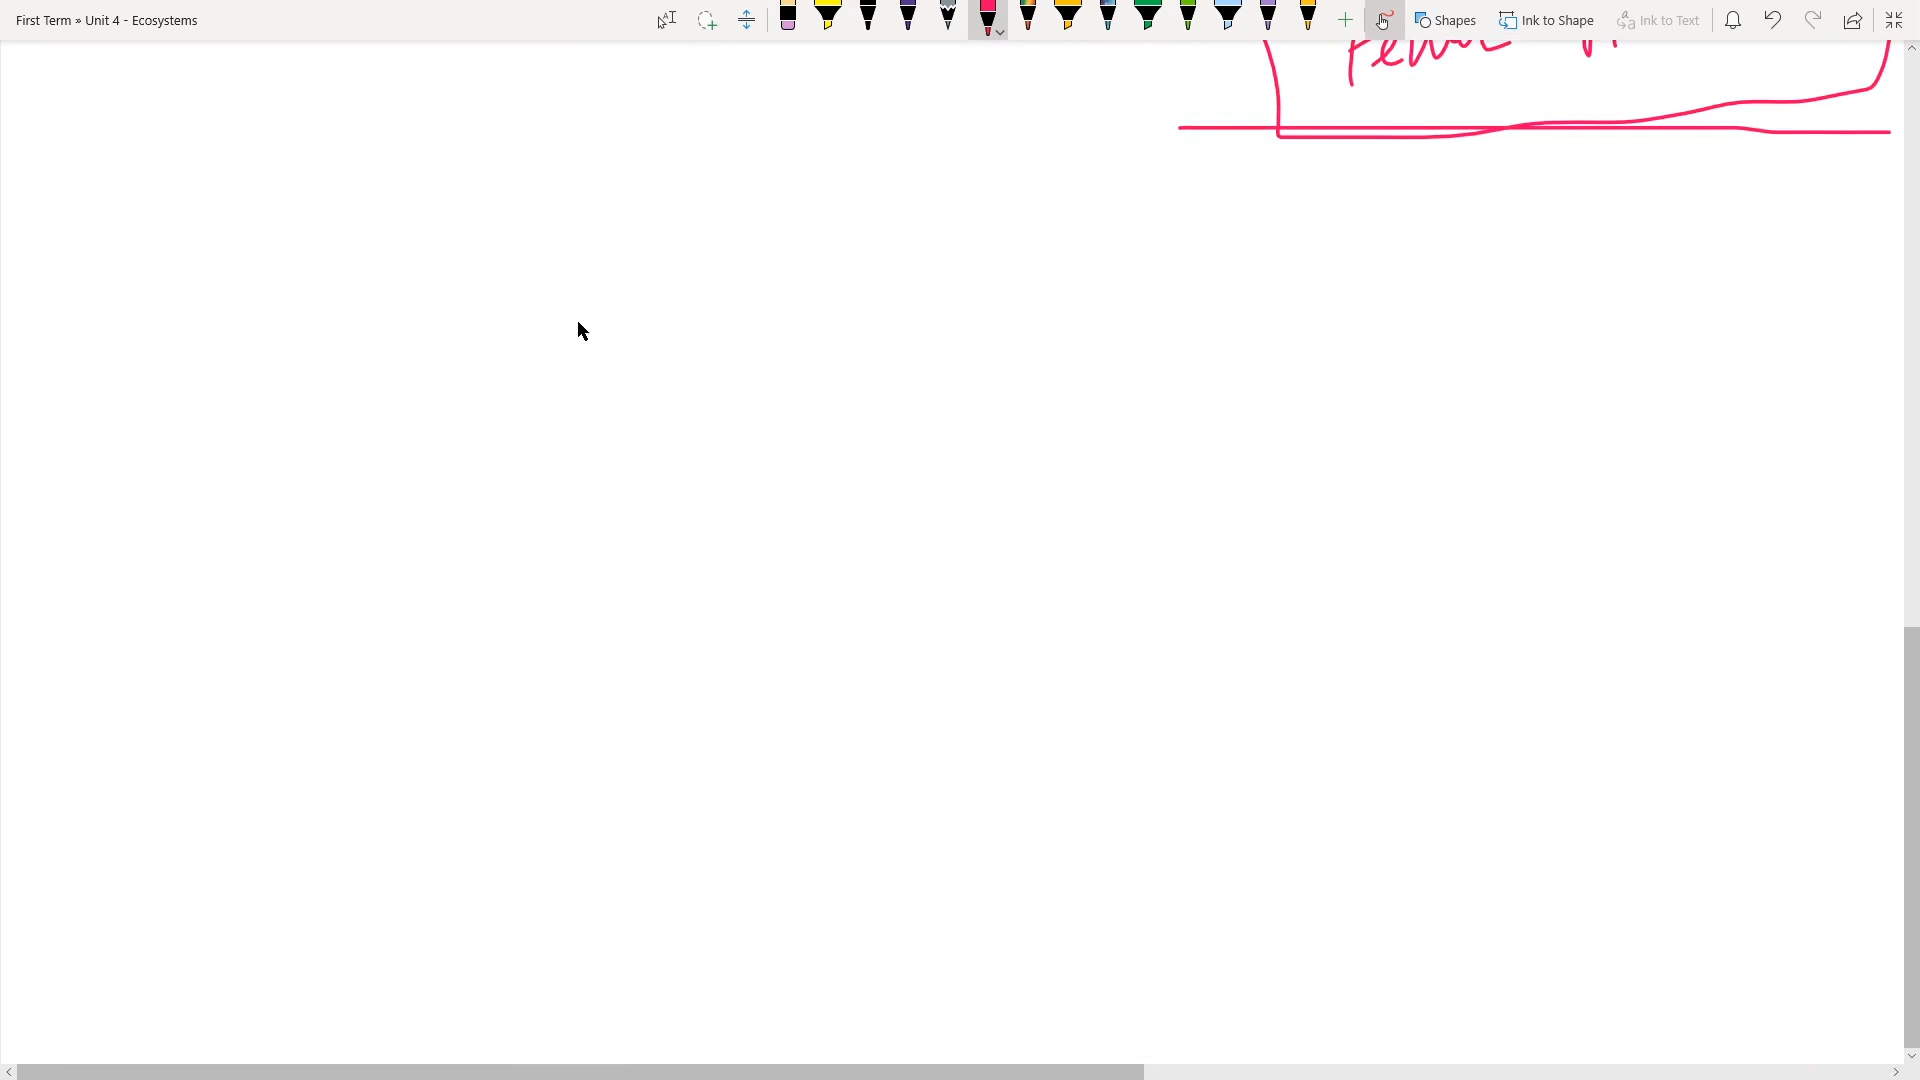 First Term » Unit 4 - Ecosystems
Shapes
Ink to Shape
Ink to Text